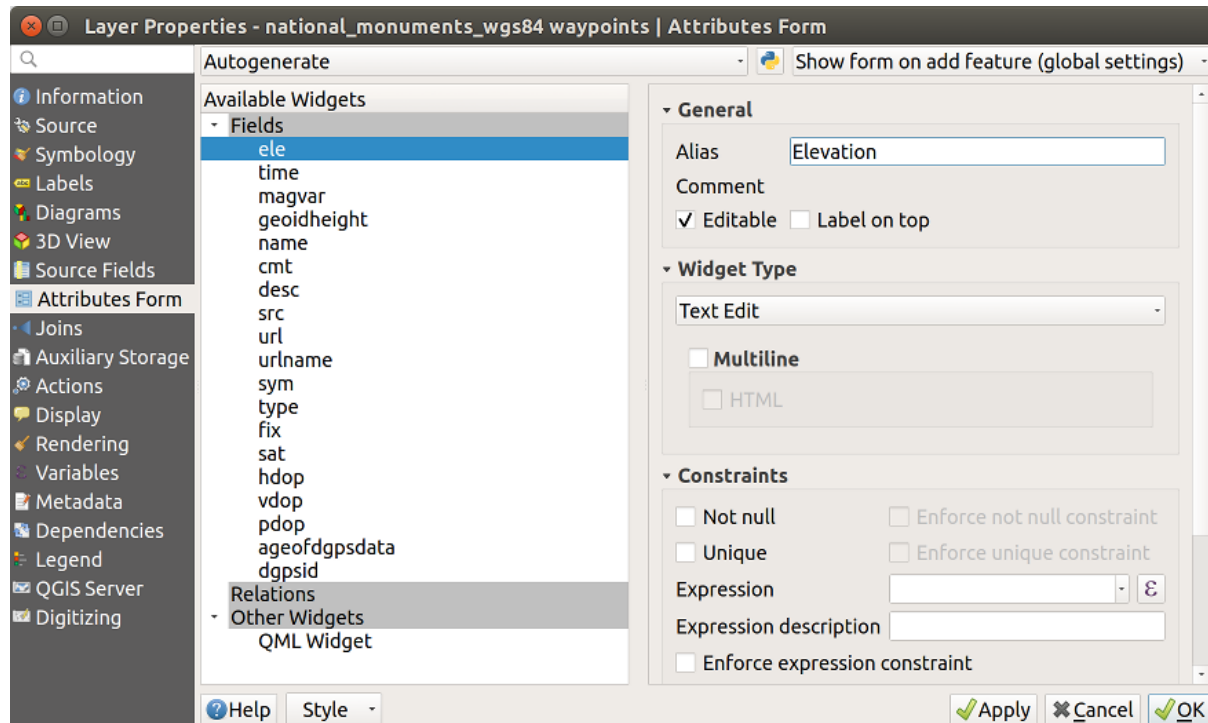 Layer Properties - national_monuments_wgs84 waypoints | Attributes Form
Autogenerate
Show form on add feature (global settings)
Information
Source
Symbology
Labels
Diagrams
3D View
Source Fields
Attributes Form
Joins
Auxiliary Storage
Actions
Display
Rendering
Variables
Metadata
Dependencies
Legend
QGIS Server
Digitizing
Available Widgets
Fields
ele
time
magvar
geoidheight
name
cmt
desc
src
url
urlname
sym
type
fix
sat
hdop
vdop
pdop
ageofdgpsdata
dgpsid
Relations
Other Widgets
QML Widget
General
Alias Elevation
Comment
Editable Label on top
Widget Type
Text Edit
Multiline
HTML
Constraints
Not null Enforce not null constraint
Unique Enforce unique constraint
Expression ε
Expression description
Enforce expression constraint
Help Style Apply Cancel OK